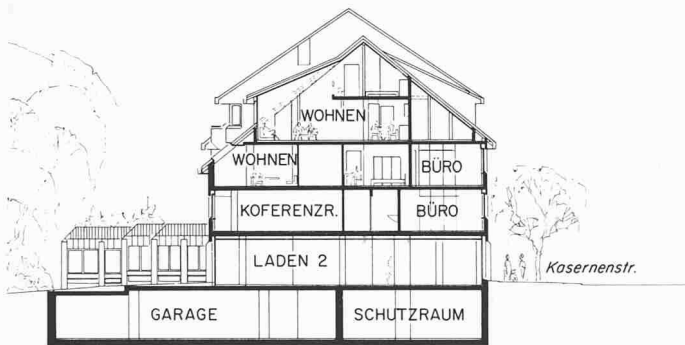 WOHNEN
WOHNEN
BÜRO
KOFERENZR.
BÜRO
LADEN 2
Kasernenstr.
GARAGE
SCHUTZRAUM